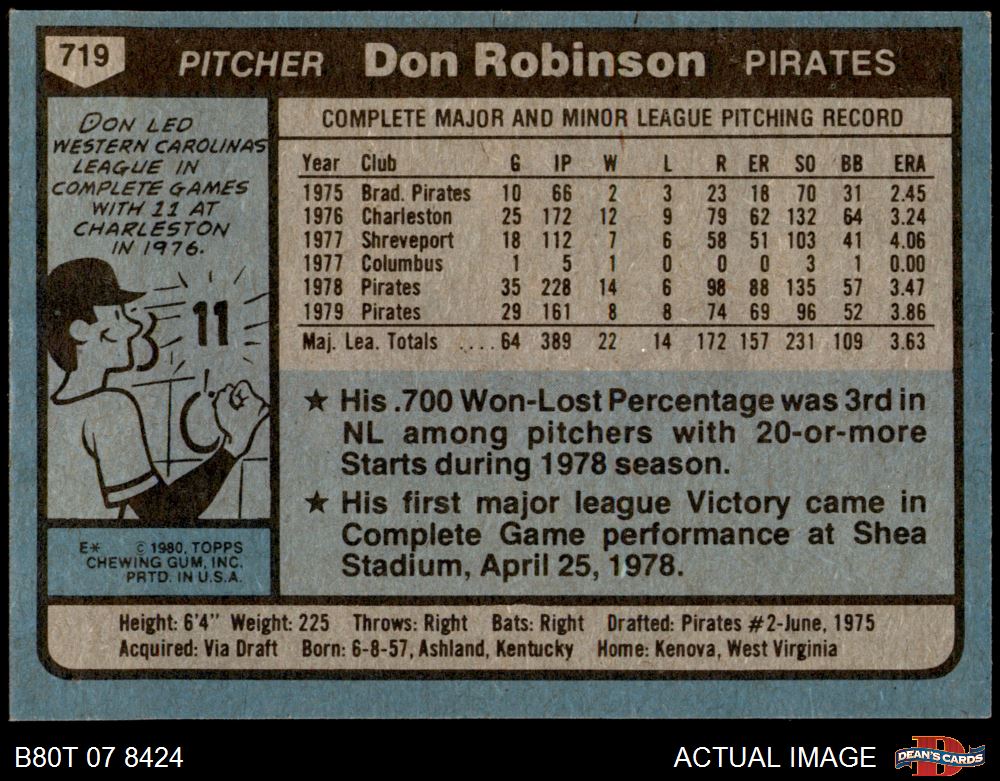 719 PITCHER Don Robinson PIRATES
DON LED
WESTERN CAROLINAS
LEAGUE IN
COMPLETE GAMES
WITH 11 AT
CHARLESTON
IN 1976.
11
E* © 1980, TOPPS
CHEWING GUM, INC.
PRTD. IN U.S.A.
COMPLETE MAJOR AND MINOR LEAGUE PITCHING RECORD
Year Club G IP W L R ER SO BB ERA
1975 Brad. Pirates 10 66 2 3 23 18 70 31 2.45
1976 Charleston 25 172 12 9 79 62 132 64 3.24
1977 Shreveport 18 112 7 6 58 51 103 41 4.06
1977 Columbus 1 5 1 0 0 0 3 1 0.00
1978 Pirates 35 228 14 6 98 88 135 57 3.47
1979 Pirates 29 161 8 8 74 69 96 52 3.86
Maj. Lea. Totals ....64 389 22 14 172 157 231 109 3.63
★ His .700 Won-Lost Percentage was 3rd in
NL among pitchers with 20-or-more
Starts during 1978 season.
★ His first major league Victory came in
Complete Game performance at Shea
Stadium, April 25, 1978.
Height: 6'4" Weight: 225 Throws: Right Bats: Right Drafted: Pirates #2-June, 1975
Acquired: Via Draft Born: 6-8-57, Ashland, Kentucky Home: Kenova, West Virginia
B80T 07 8424 ACTUAL IMAGE D DEAN'S CARDS